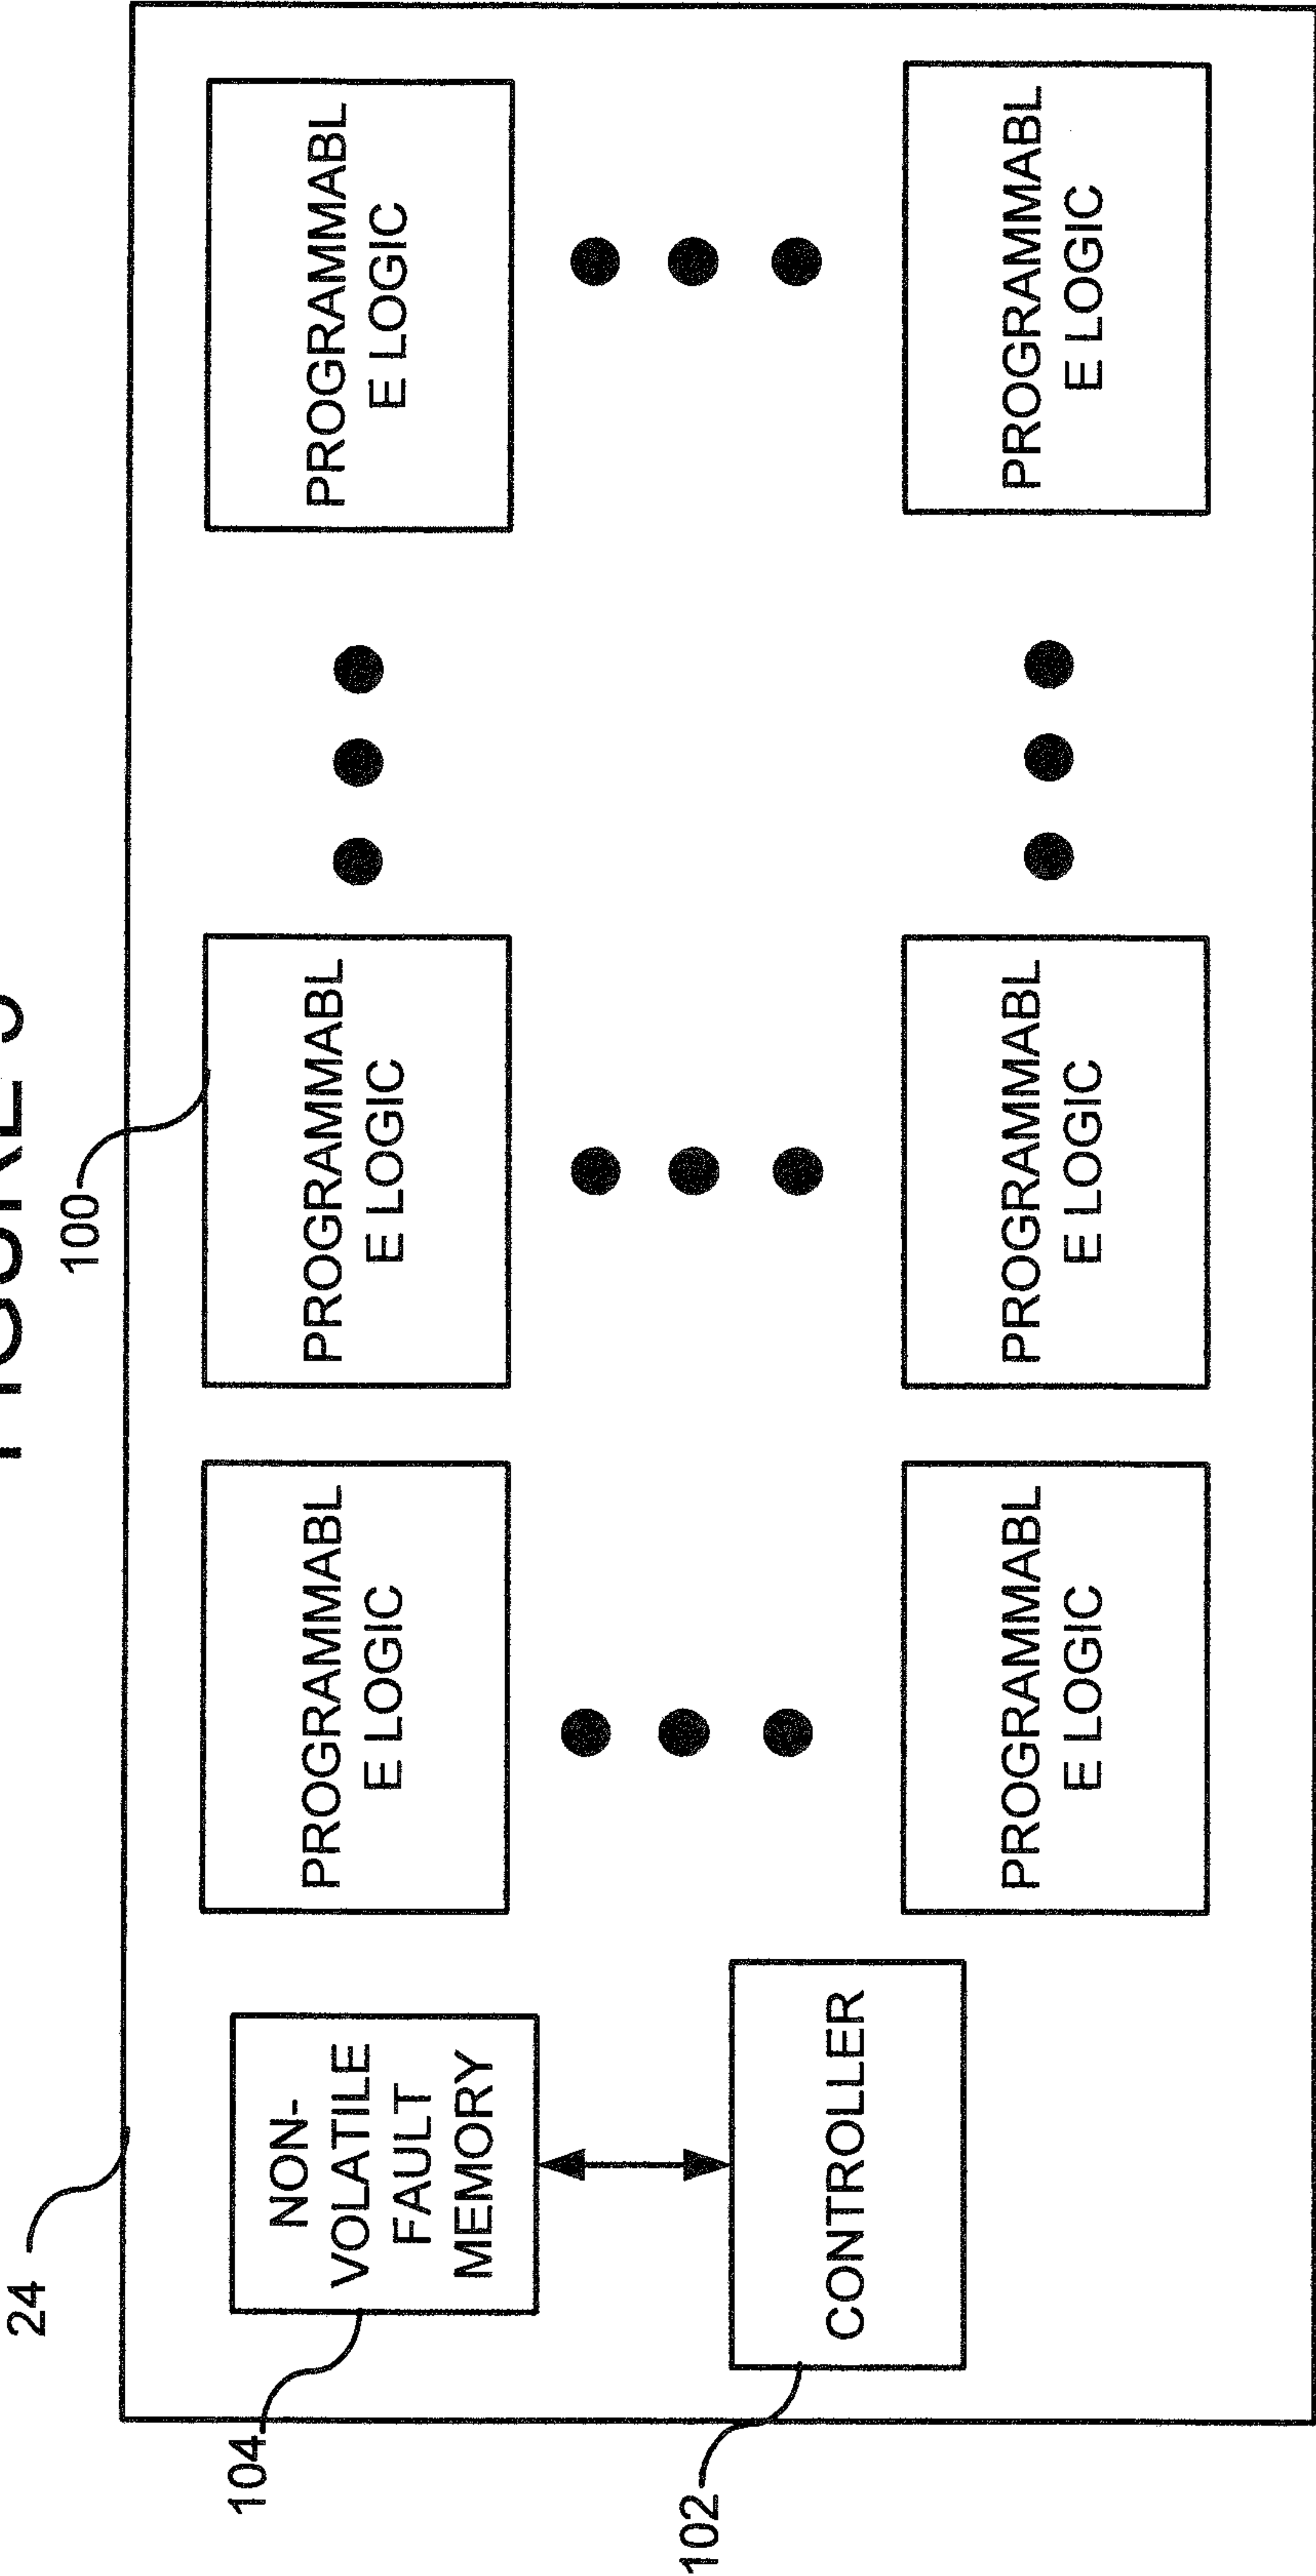 FIGURE
24
100
104
NON-
VOLATILE
FAULT
MEMORY
PROGRAMMABL
E LOGIC
PROGRAMMABL
E LOGIC
PROGRAMMABL
E LOGIC
102
CONTROLLER
PROGRAMMABL
E LOGIC
PROGRAMMABL
E LOGIC
PROGRAMMABL
E LOGIC